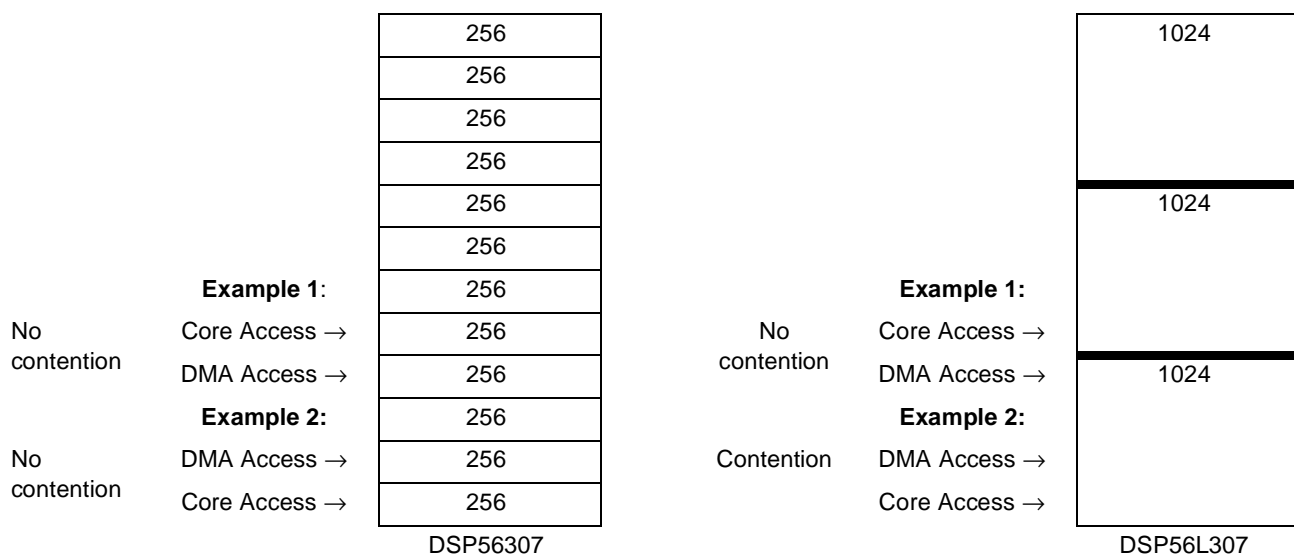 256 1024
256
256
256
256 1024
256
Example 1: 256 Example 1:
No contention Core Access → 256 No contention Core Access →
DMA Access → 256 DMA Access → 1024
Example 2: 256 Example 2:
No contention DMA Access → 256 Contention DMA Access →
Core Access → 256 Core Access →
DSP56307 DSP56L307